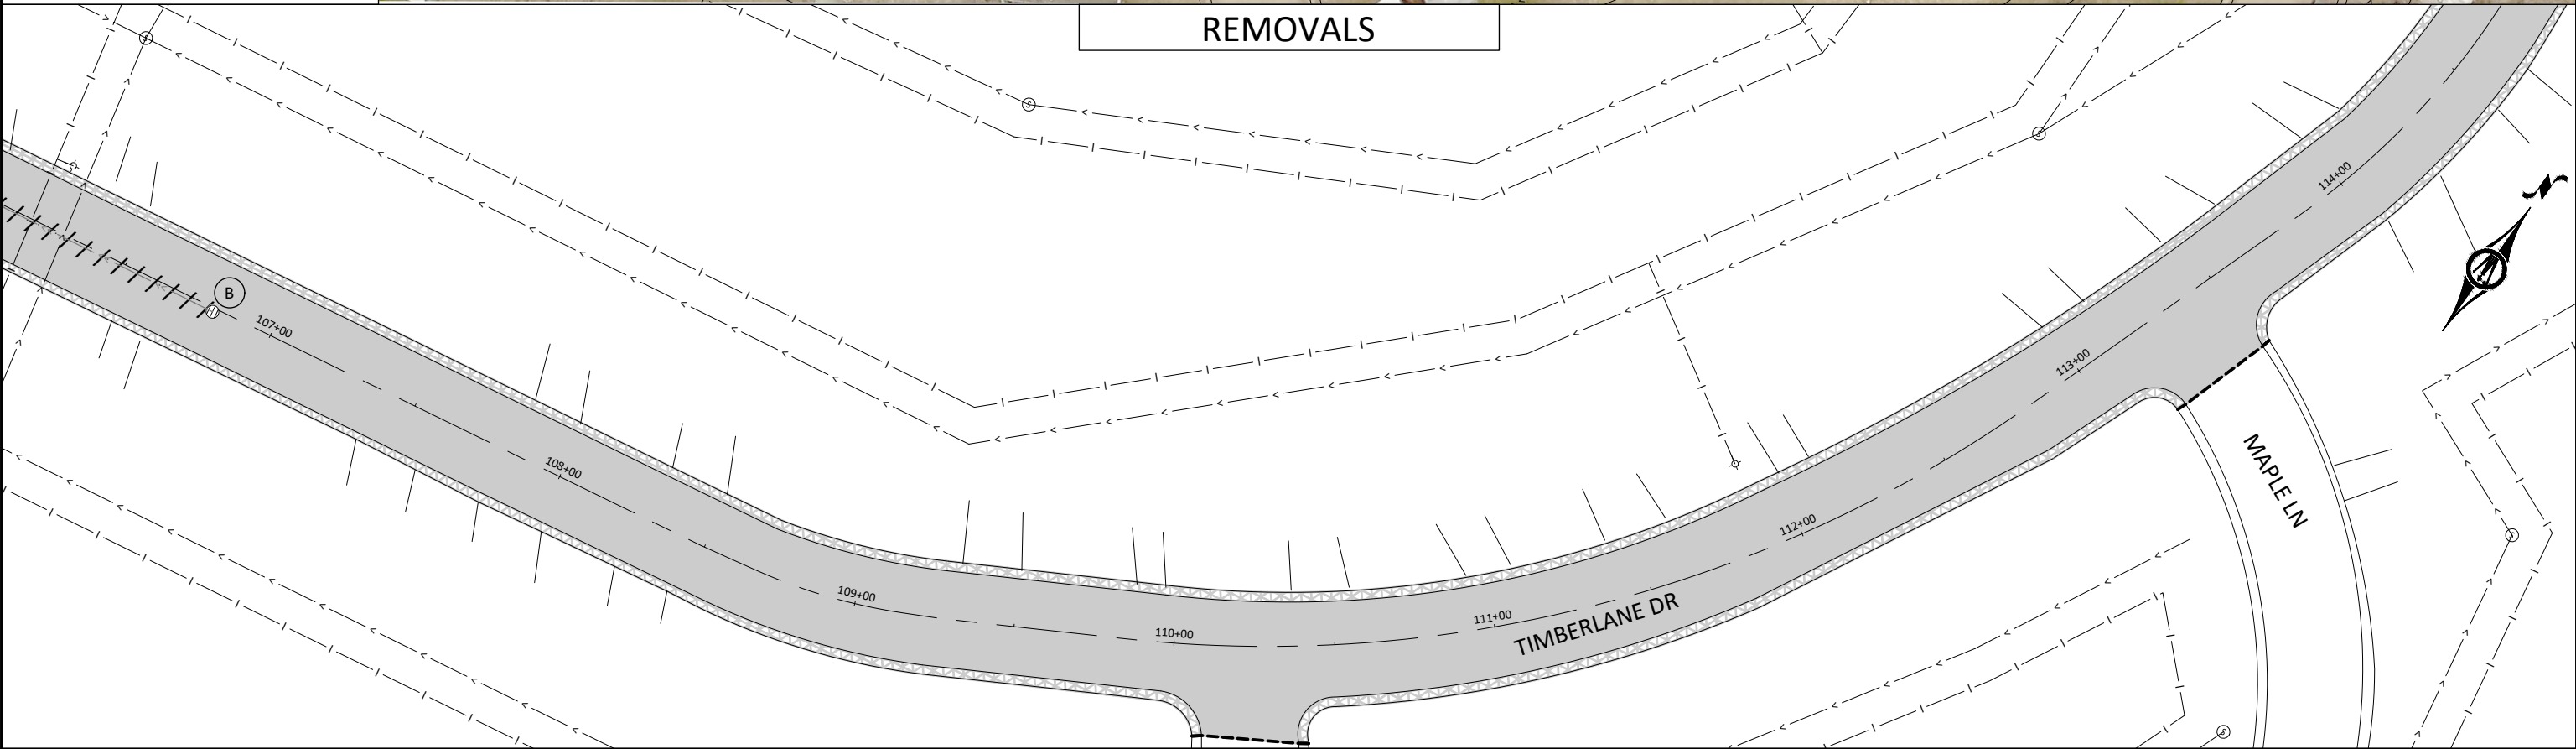 REMOVALS
S
S
S
N
114+00
B
107+00
113+00
MAPLE LN
108+00
112+00
S
109+00
111+00
TIMBERLANE DR
110+00
S